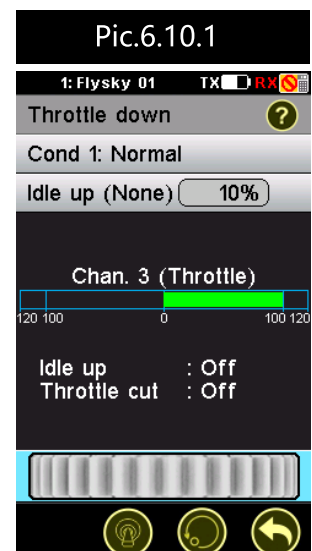 Pic.6.10.1
1: Flysky 01 TX RX
Throttle down ?
Cond 1: Normal
Idle up (None) 10%
Chan. 3 (Throttle)
120 100 0 100 120
Idle up : Off
Throttle cut : Off